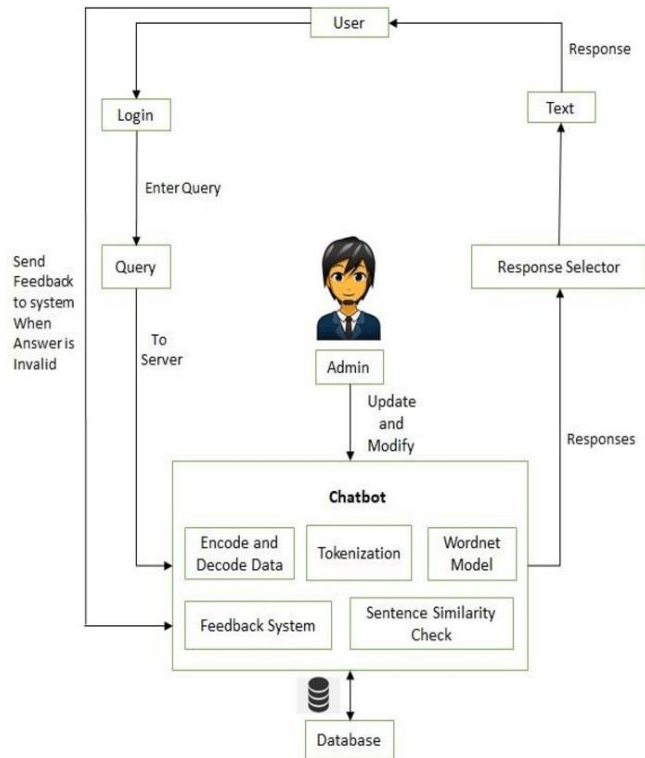 User
Response
Login
Text
Enter Query
Send
Feedback
to system
When
Answer is
Invalid
Query
Response Selector
To
Server
Admin
Update
and
Modify
Responses
Chatbot
Encode and
Decode Data
Tokenization
Wordnet
Model
Feedback System
Sentence Similarity
Check
Database